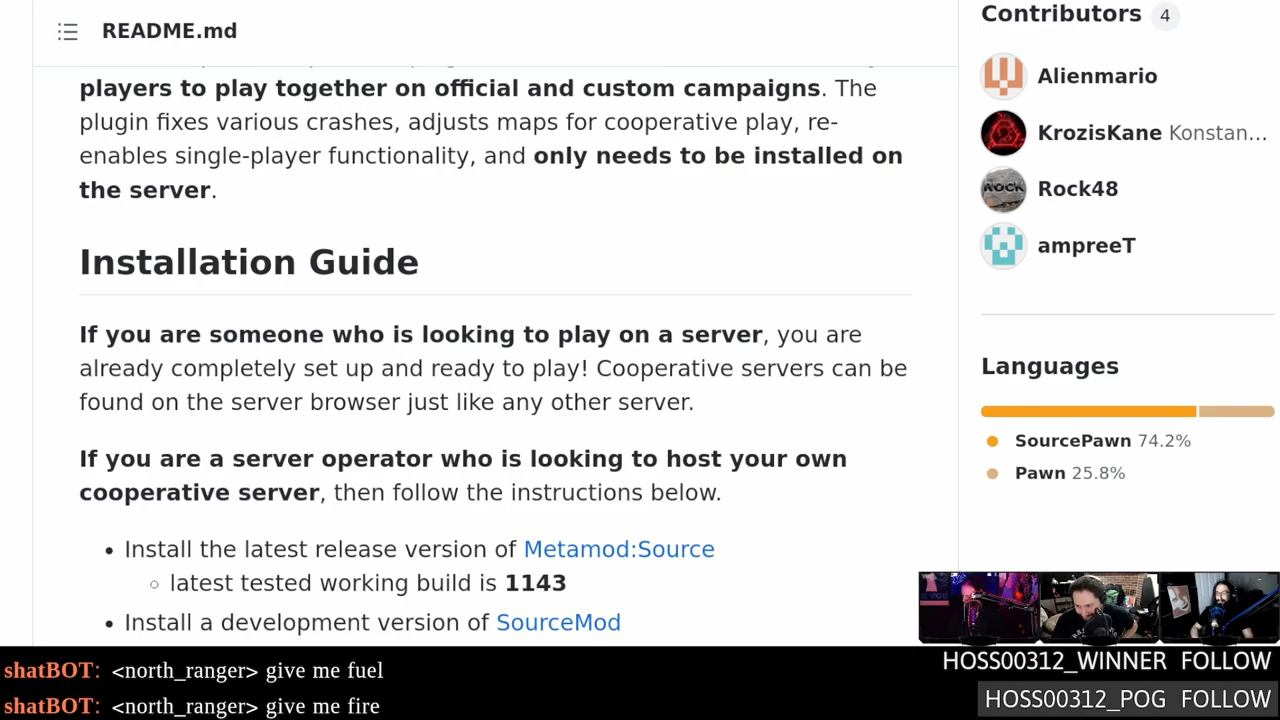 README.md
players to play together on official and custom campaigns. The
plugin fixes various crashes, adjusts maps for cooperative play, re-
enables single-player functionality, and only needs to be installed on
the server.
Installation Guide
If you are someone who is looking to play on a server, you are
already completely set up and ready to play! Cooperative servers can be
found on the server browser just like any other server.
If you are a server operator who is looking to host your own
cooperative server, then follow the instructions below.
• Install the latest release version of Metamod:Source
◦ latest tested working build is 1143
• Install a development version of SourceMod
Contributors 4
Alienmario
KrozisKane Konstan...
ROCK
Rock48
ampreeT
Languages
SourcePawn 74.2%
Pawn 25.8%
shatBOT: <north_ranger> give me fuel
shatBOT: <north_ranger> give me fire
HOSS00312_WINNER FOLLOW
HOSS00312_POG FOLLOW